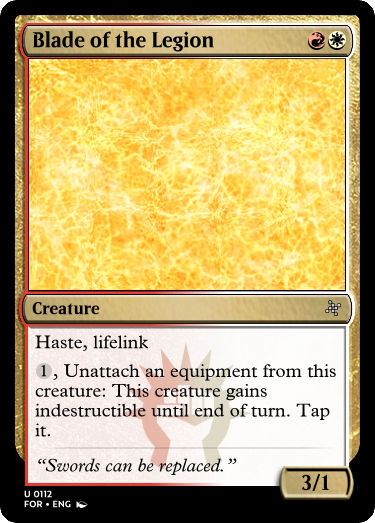 Blade of the Legion
Creature
Haste, lifelink
1, Unattach an equipment from this
creature: This creature gains
indestructible until end of turn. Tap
it.
“Swords can be replaced.”
3/1
U 0112
FOR • ENG